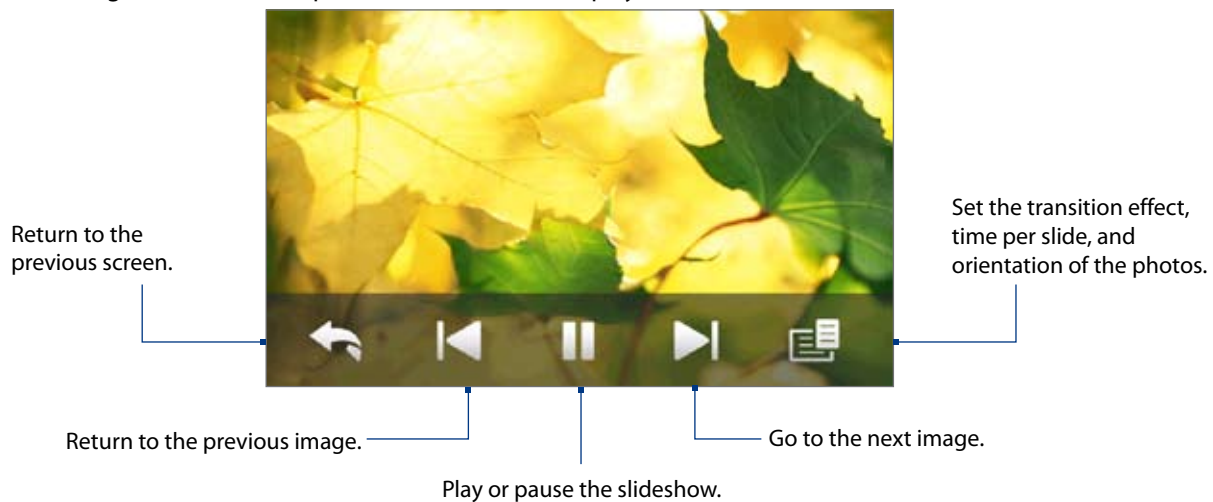 Return to the
previous screen.
Set the transition effect,
time per slide, and
orientation of the photos.
Return to the previous image.
Go to the next image.
Play or pause the slideshow.